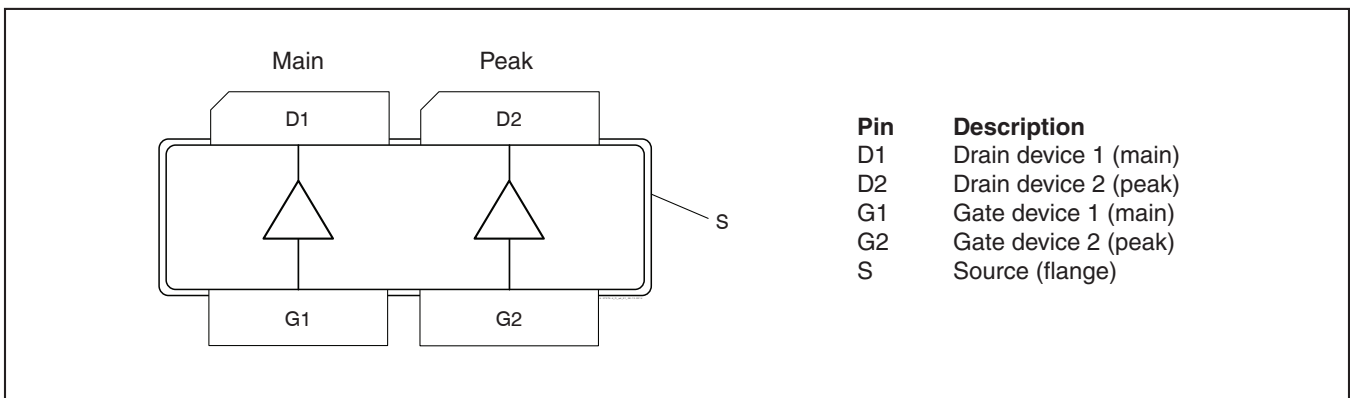 Main Peak
D1 D2
S
G1 G2
Pin Description
D1 Drain device 1 (main)
D2 Drain device 2 (peak)
G1 Gate device 1 (main)
G2 Gate device 2 (peak)
S Source (flange)